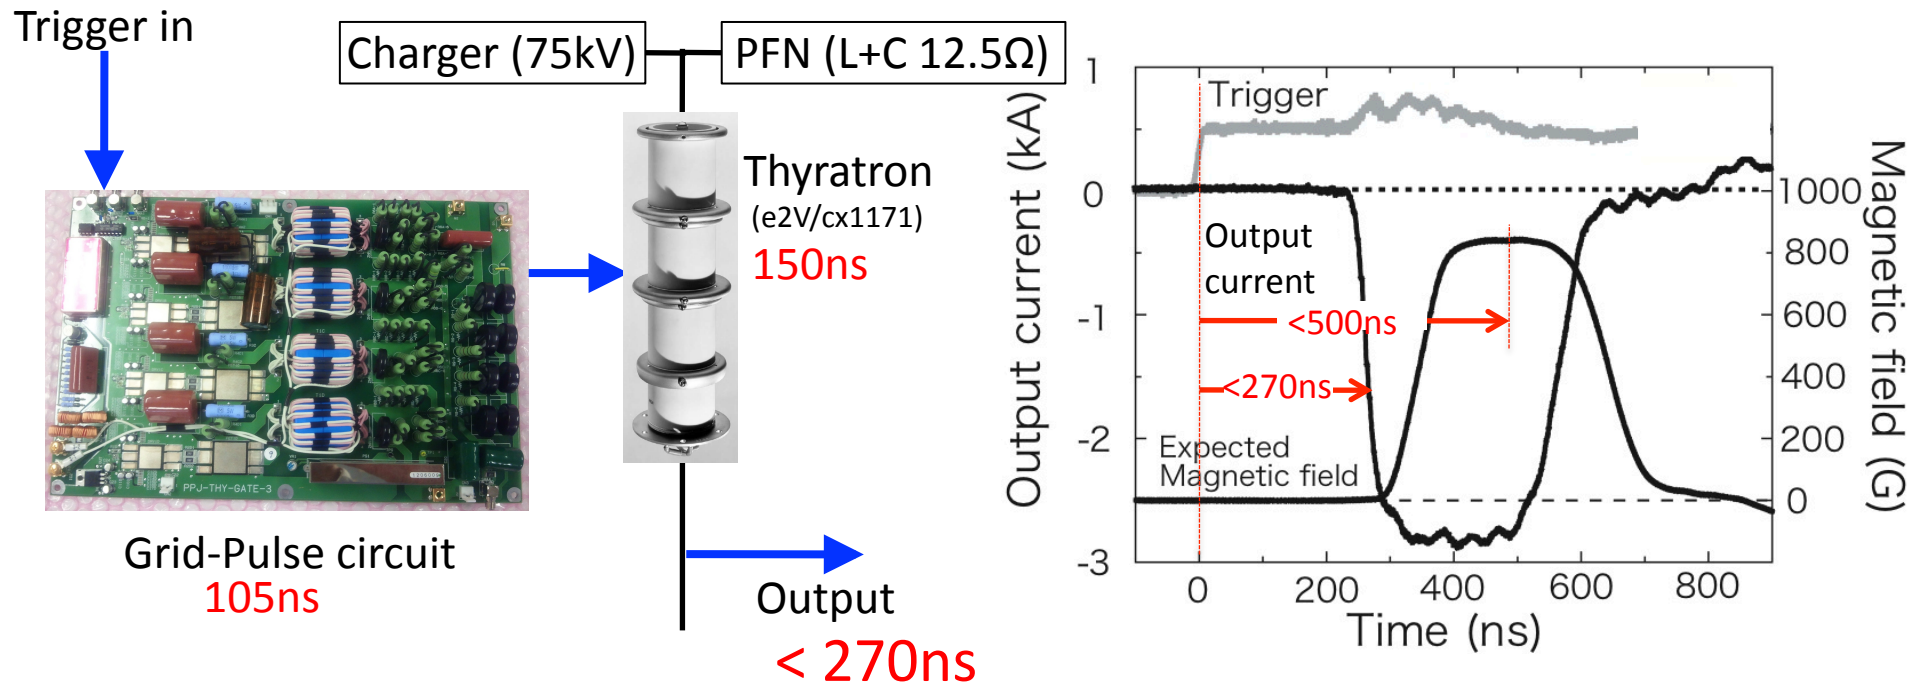 Trigger in
Charger (75kV)
PFN (L+C 12.5Ω)
Thyratron
(e2V/cx1171)
150ns
PPJ-THY-GATE-3
Grid-Pulse circuit
105ns
Output
< 270ns
Output current (kA)
1
0
-1
-2
-3
Trigger
Output
current
<500ns
<270ns
Expected
Magnetic field
1000
800
600
400
200
0
Magnetic field (G)
0
200
400
600
800
Time (ns)